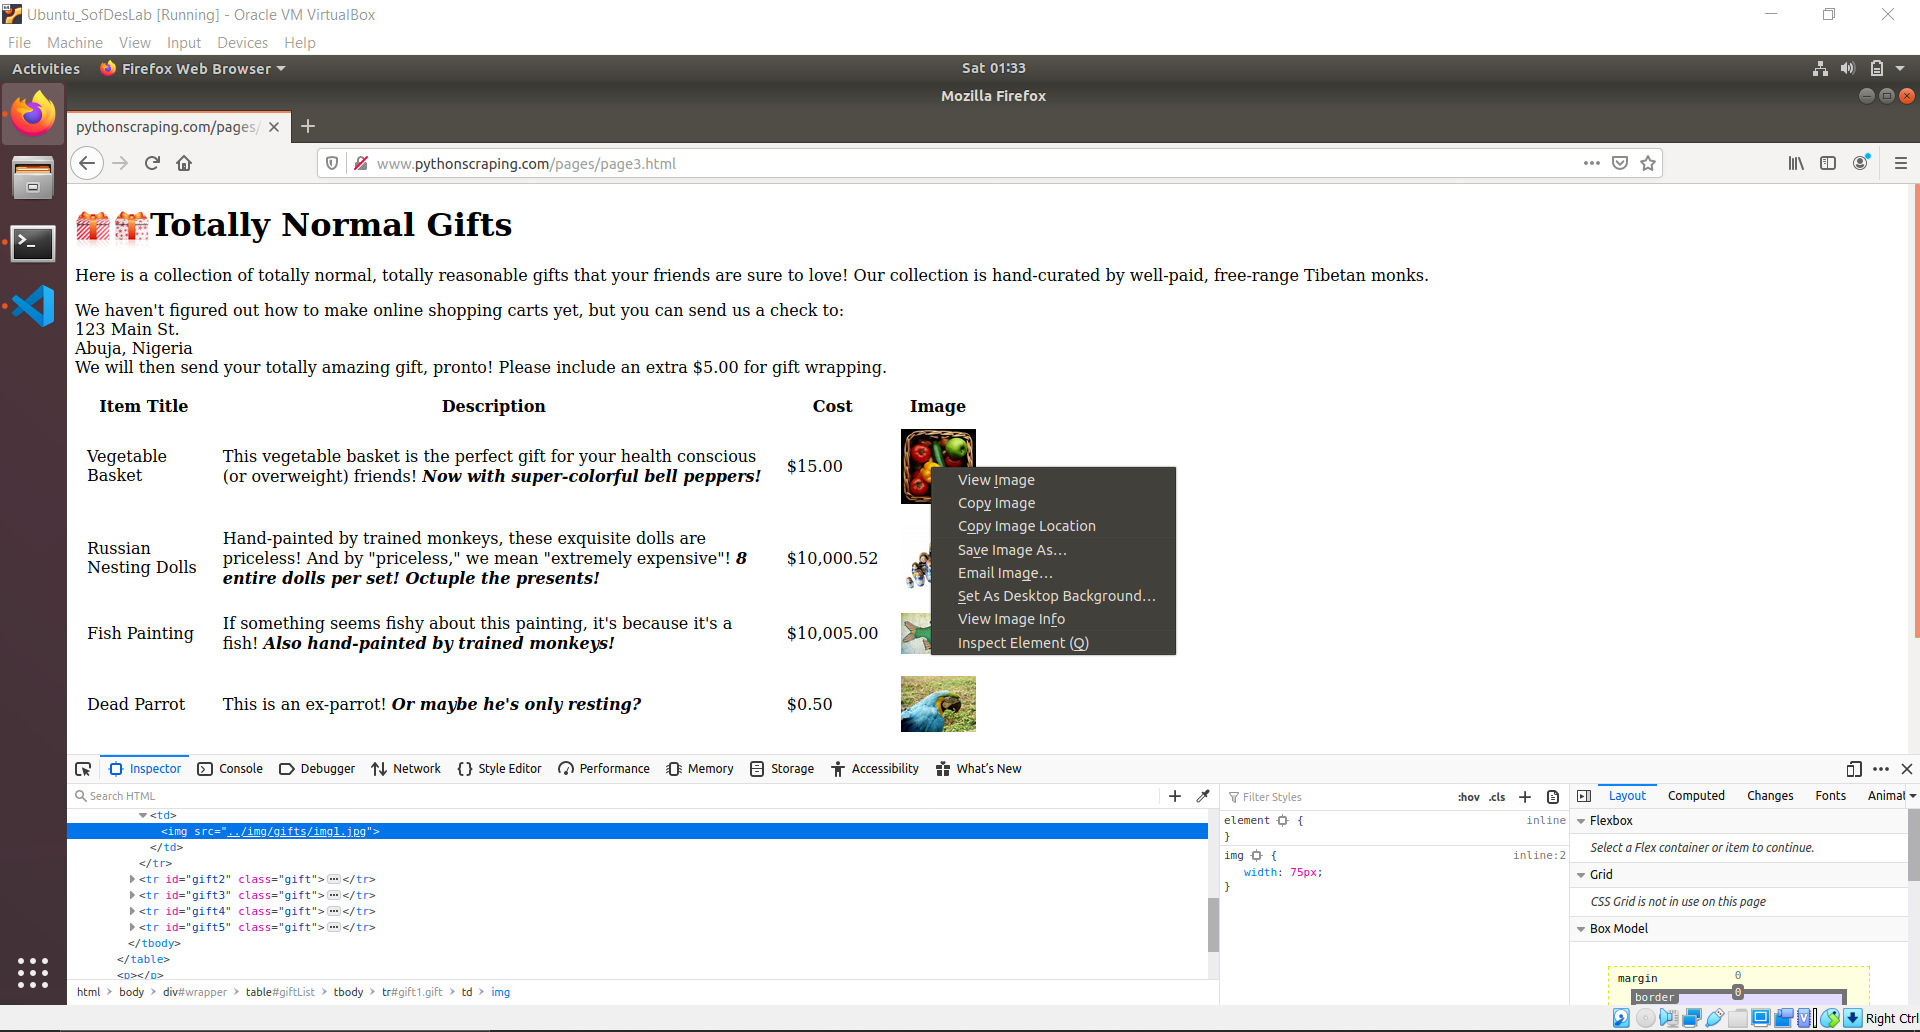 Ubuntu_SofDesLab [Running] - Oracle VM VirtualBox
File Machine View Input Devices Help
Activities Firefox Web Browser Sat 01:33
Mozilla Firefox
pythonscraping.com/pages/
www.pythonscraping.com/pages/page3.html
Totally Normal Gifts
Here is a collection of totally normal, totally reasonable gifts that your friends are sure to love! Our collection is hand-curated by well-paid, free-range Tibetan monks.
We haven't figured out how to make online shopping carts yet, but you can send us a check to:
123 Main St.
Abuja, Nigeria
We will then send your totally amazing gift, pronto! Please include an extra $5.00 for gift wrapping.
Item Title Description Cost Image
Vegetable
Basket
This vegetable basket is the perfect gift for your health conscious
(or overweight) friends! Now with super-colorful bell peppers!
$15.00
Russian
Nesting Dolls
Hand-painted by trained monkeys, these exquisite dolls are
priceless! And by "priceless," we mean "extremely expensive"! 8
entire dolls per set! Octuple the presents!
$10,000.52
Fish Painting
If something seems fishy about this painting, it's because it's a
fish! Also hand-painted by trained monkeys!
$10,005.00
Dead Parrot
This is an ex-parrot! Or maybe he's only resting?
$0.50
View Image
Copy Image
Copy Image Location
Save Image As…
Email Image…
Set As Desktop Background…
View Image Info
Inspect Element (Q)
Inspector Console Debugger Network Style Editor Performance Memory Storage Accessibility What's New
Search HTML
<td>
<img src="../img/gifts/img1.jpg">
</td>
</tr>
<tr id="gift2" class="gift">⋯</tr>
<tr id="gift3" class="gift">⋯</tr>
<tr id="gift4" class="gift">⋯</tr>
<tr id="gift5" class="gift">⋯</tr>
</tbody>
</table>
<p></p>
html > body > div#wrapper > table#giftList > tbody > tr#gift1.gift > td > img
Filter Styles :hov .cls
element { inline
}
img { inline:2
width: 75px;
}
Layout Computed Changes Fonts Animat
Flexbox
Select a Flex container or item to continue.
Grid
CSS Grid is not in use on this page
Box Model
margin 0
border 0
Right Ctrl